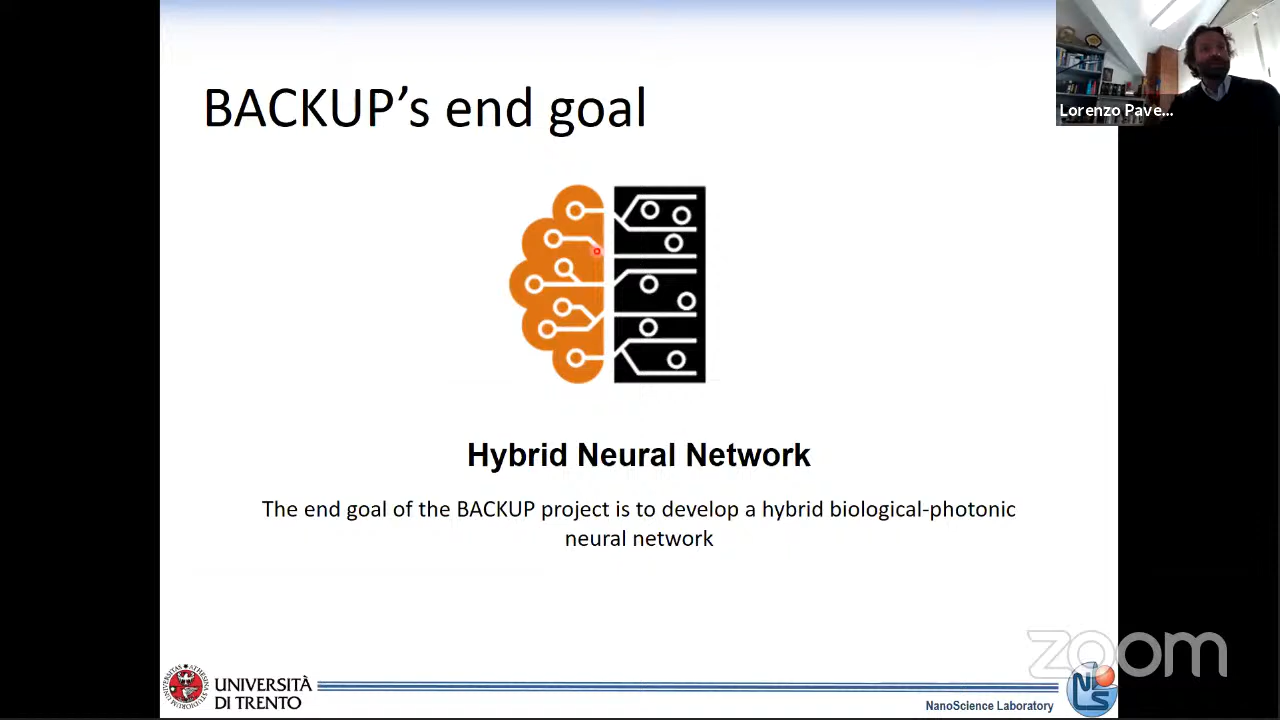 BACKUP’s end goal
Lorenzo Pave...
Hybrid Neural Network
The end goal of the BACKUP project is to develop a hybrid biological-photonic
neural network
UNIVERSITÀ
DI TRENTO
NanoScience Laboratory
NLS
zoom